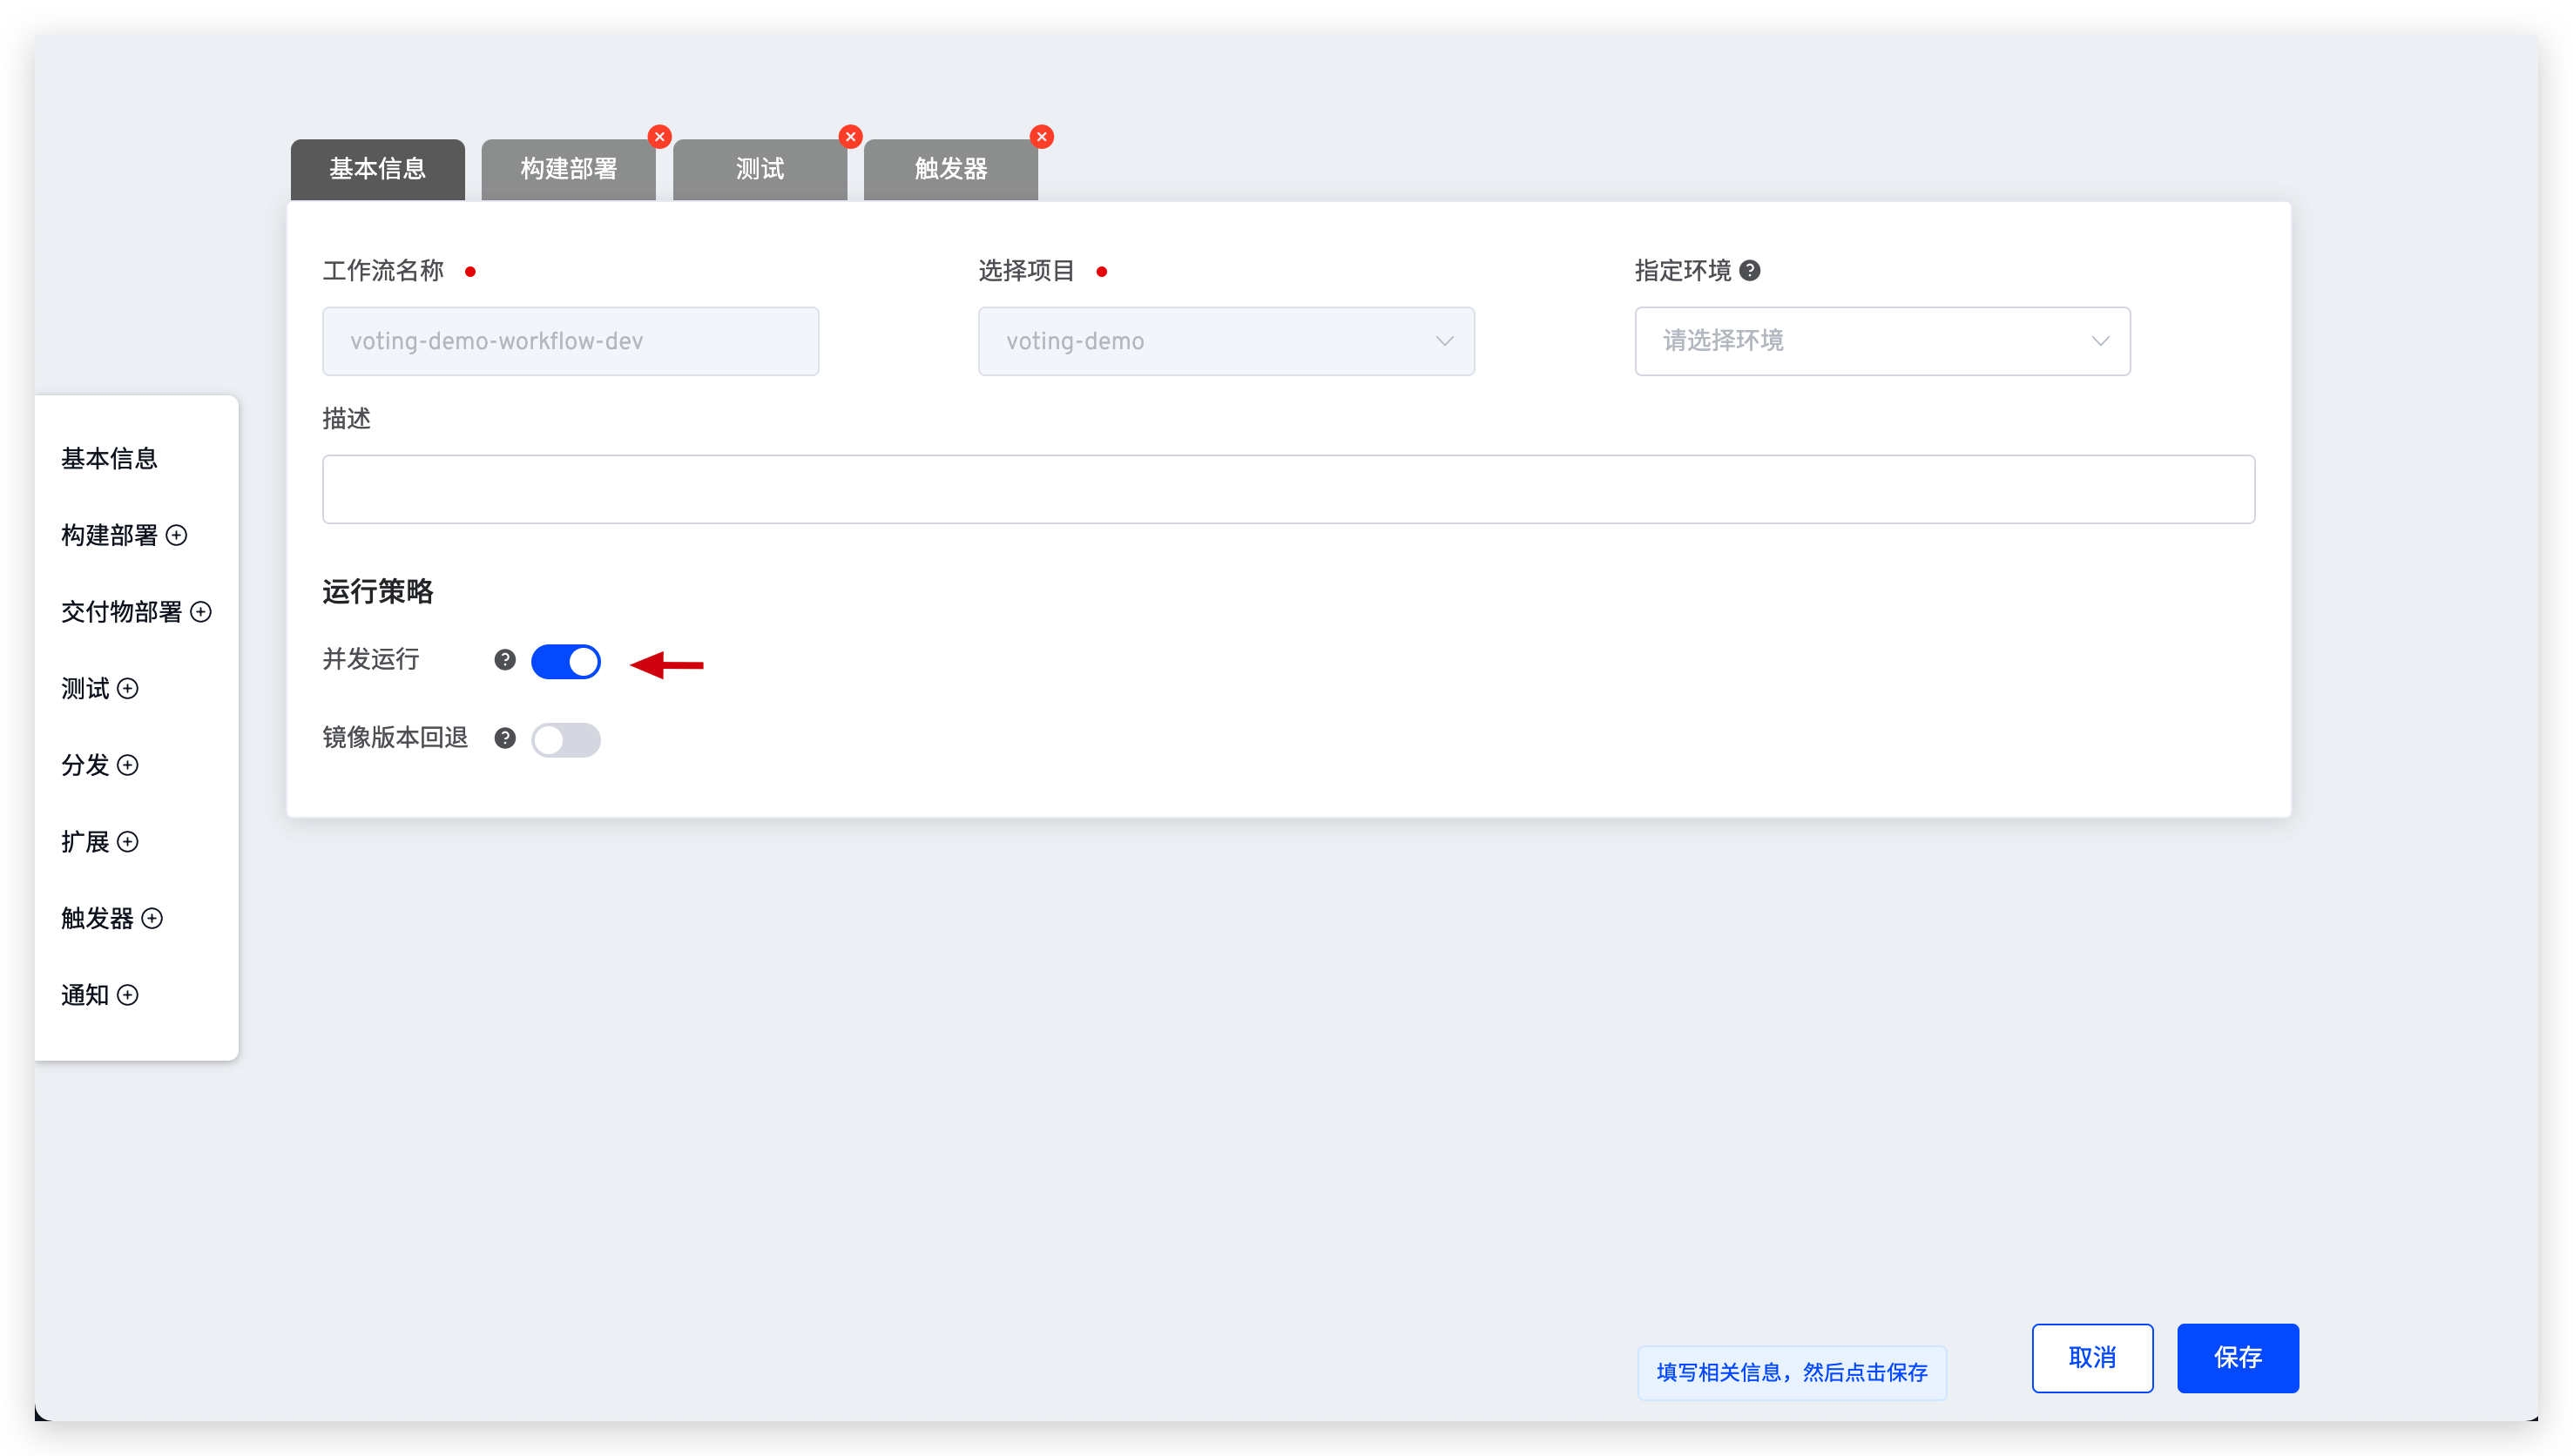 基本信息 构建部署 测试 触发器
工作流名称 选择项目 指定环境
voting-demo-workflow-dev voting-demo 请选择环境
描述
运行策略
并发运行
镜像版本回退
基本信息
构建部署
交付物部署
测试
分发
扩展
触发器
通知
填写相关信息，然后点击保存 取消 保存